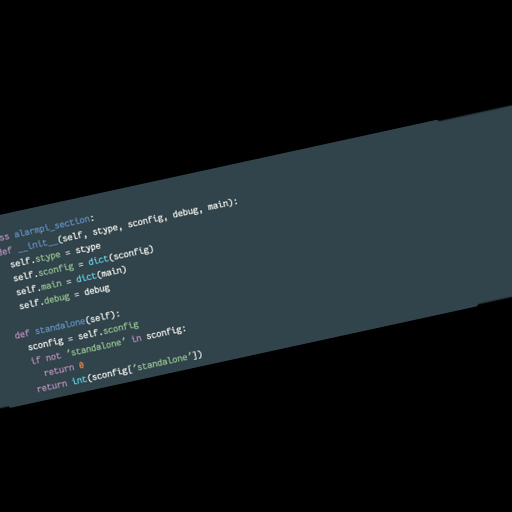 ss alarmpi_section:
def __init__(self, stype, sconfig, debug, main):
self.stype = stype
self.sconfig = dict(sconfig)
self.main = dict(main)
self.debug = debug
def standalone(self):
sconfig = self.sconfig
if not 'standalone' in sconfig:
return 0
return int(sconfig['standalone'])